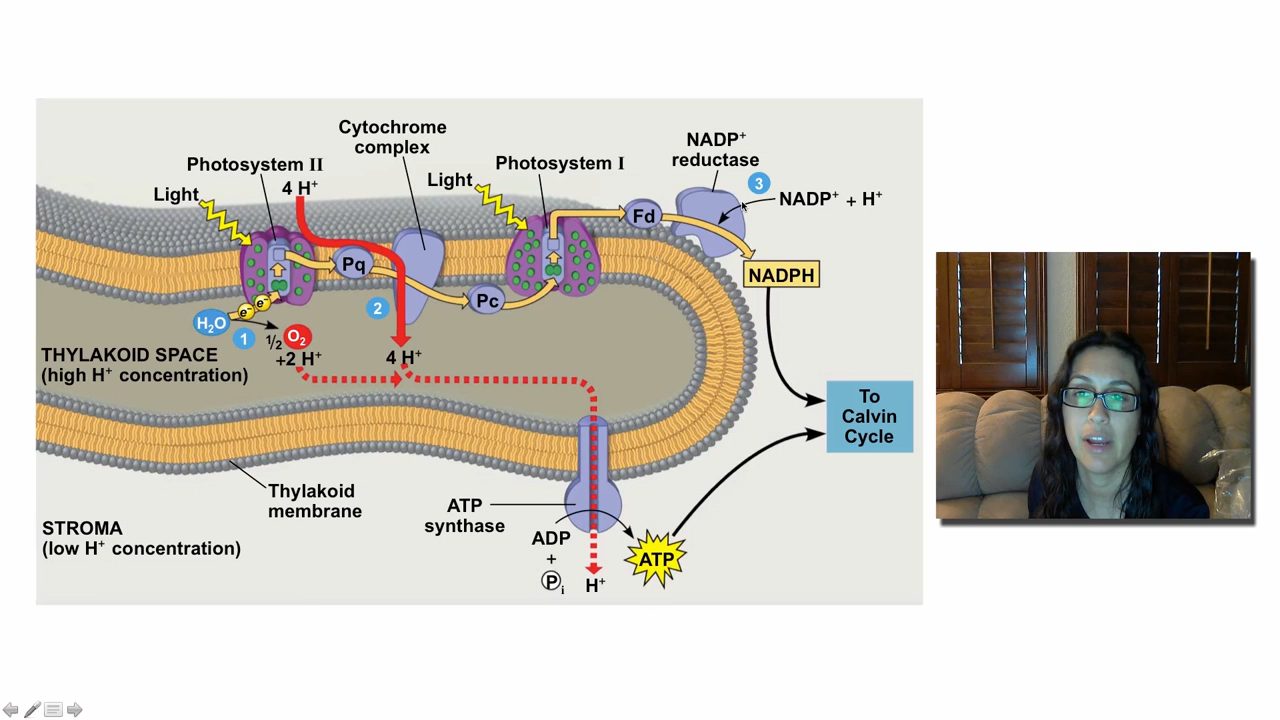 Cytochrome
complex
NADP⁺
reductase
Photosystem II
Photosystem I
Light
4 H⁺
Light
3
NADP⁺ + H⁺
Fd
Pq
NADPH
Pc
e⁻
e⁻
2
H₂O
1
½ O₂
+2 H⁺
4 H⁺
THYLAKOID SPACE
(high H⁺ concentration)
To
Calvin
Cycle
Thylakoid
membrane
ATP
synthase
STROMA
(low H⁺ concentration)
ADP
+
Pi
H⁺
ATP